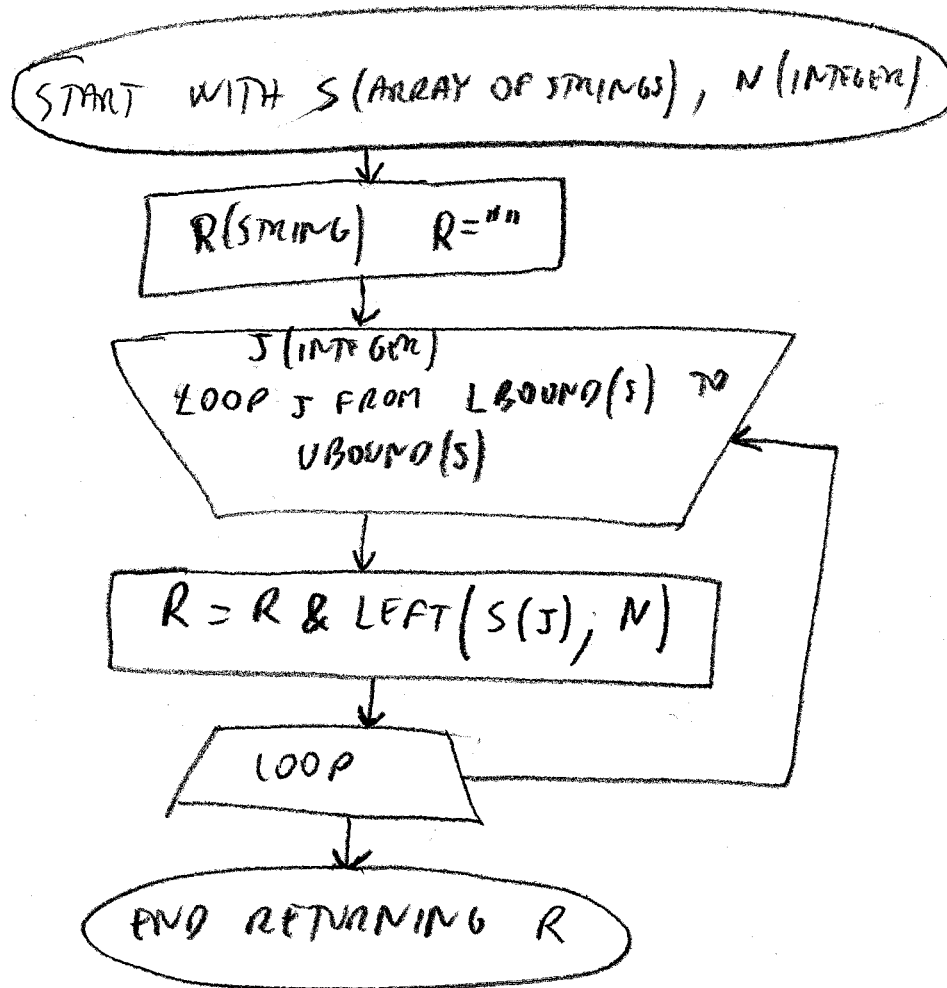 START WITH S (ARRAY OF STRINGS), N (INTEGER)
R (STRING) R = ""
J (INTEGER)
LOOP J FROM LBOUND(S) TO
UBOUND(S)
R = R & LEFT(S(J), N)
LOOP
END RETURNING R